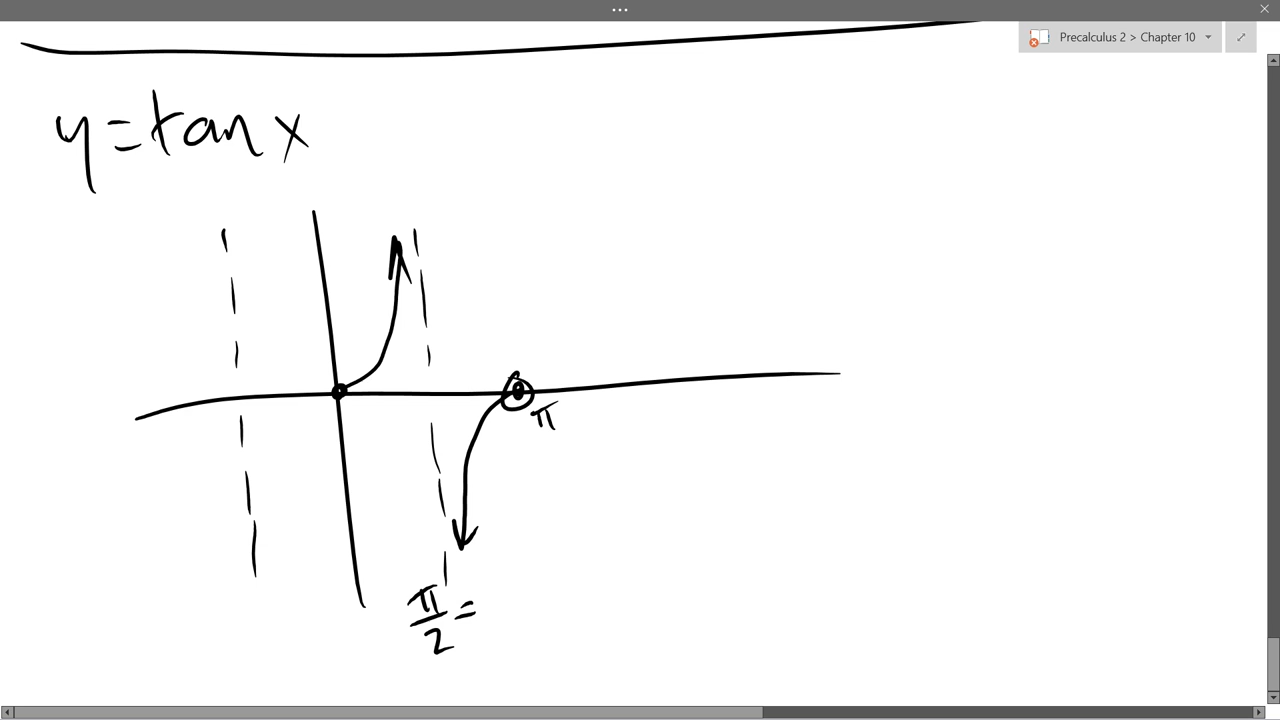 Precalculus 2 > Chapter 10
y = tan x
π
π/2 =